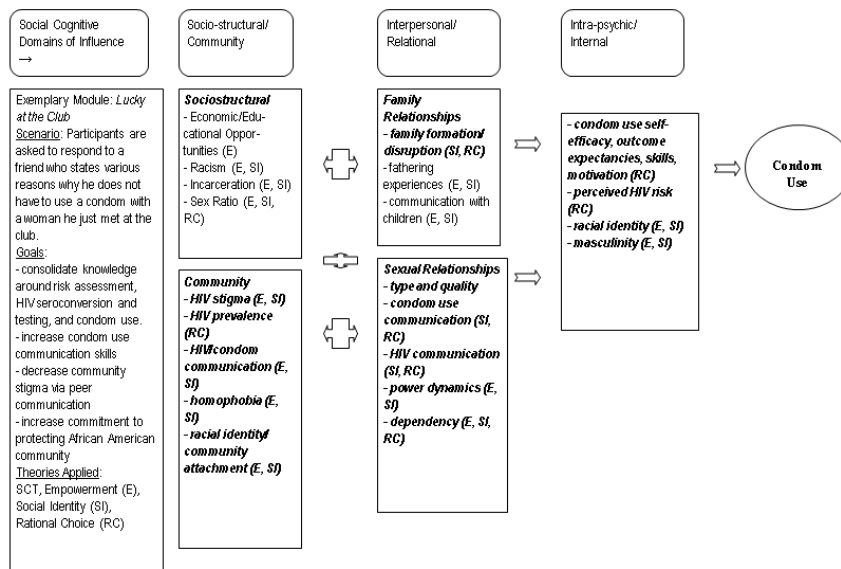 Social Cognitive
Domains of Influence
→
Socio-structural/
Community
Interpersonal/
Relational
Intra-psychic/
Internal
Exemplary Module: Lucky
at the Club
Scenario: Participants are
asked to respond to a
friend who states various
reasons why he does not
have to use a condom with
a woman he just met at the
club.
Goals:
- consolidate knowledge
around risk assessment,
HIV seroconversion and
testing, and condom use.
- increase condom use
communication skills
- decrease community
stigma via peer
communication
- increase commitment to
protecting African American
community
Theories Applied:
SCT, Empowerment (E),
Social Identity (SI),
Rational Choice (RC)
Sociostructural
- Economic/Edu-
cational Oppor-
tunities (E)
- Racism (E, SI)
- Incarceration (E, SI)
- Sex Ratio (E, SI,
RC)
Community
- HIV stigma (E, SI)
- HIV prevalence
(RC)
- HIV/condom
communication (E,
SI)
- homophobia (E,
SI)
- racial identity/
community
attachment (E, SI)
Family
Relationships
- family formation/
disruption (SI, RC)
- fathering
experiences (E, SI)
- communication with
children (E, SI)
Sexual Relationships
- type and quality
- condom use
communication (SI,
RC)
- HIV communication
(SI, RC)
- power dynamics (E,
SI)
- dependency (E, SI,
RC)
- condom use self-
efficacy, outcome
expectancies, skills,
motivation (RC)
- perceived HIV risk
(RC)
- racial identity (E, SI)
- masculinity (E, SI)
Condom
Use